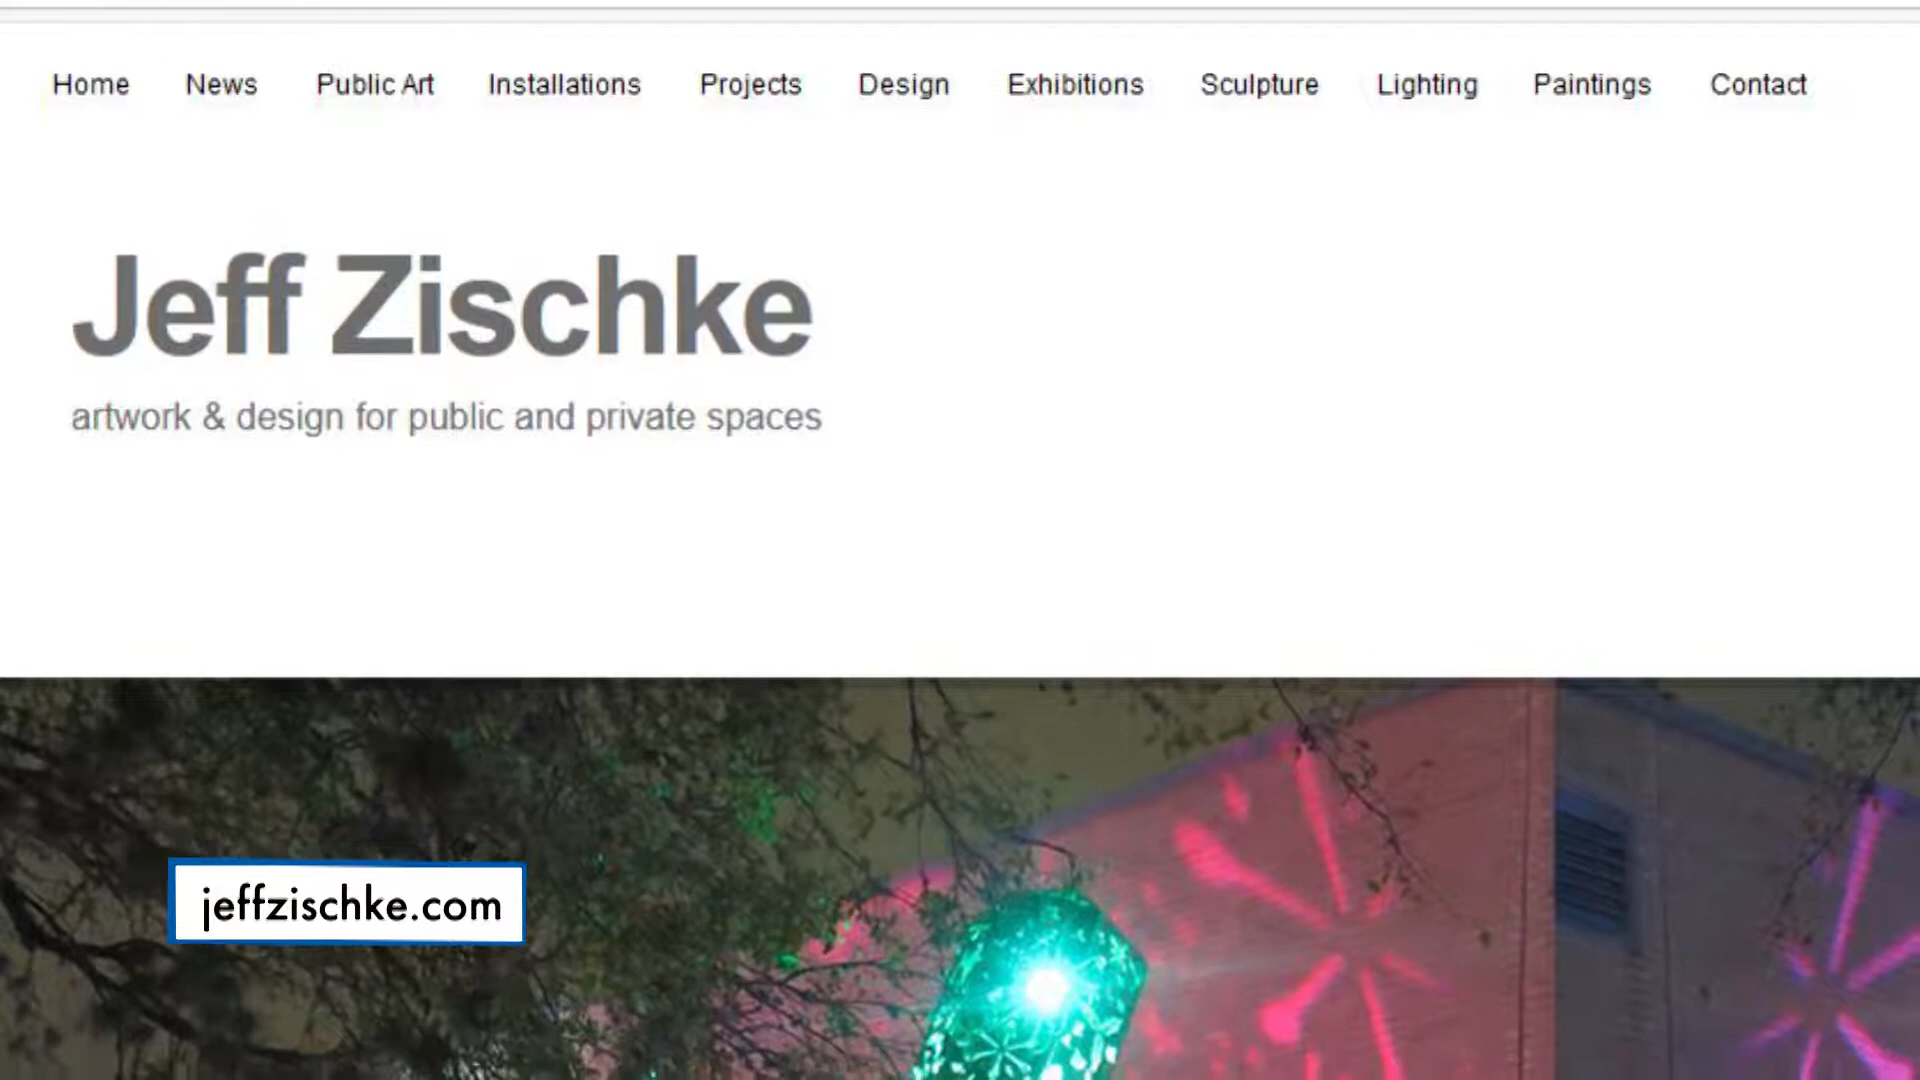 Home News Public Art Installations Projects Design Exhibitions Sculpture Lighting Paintings Contact
Jeff Zischke
artwork & design for public and private spaces
jeffzischke.com